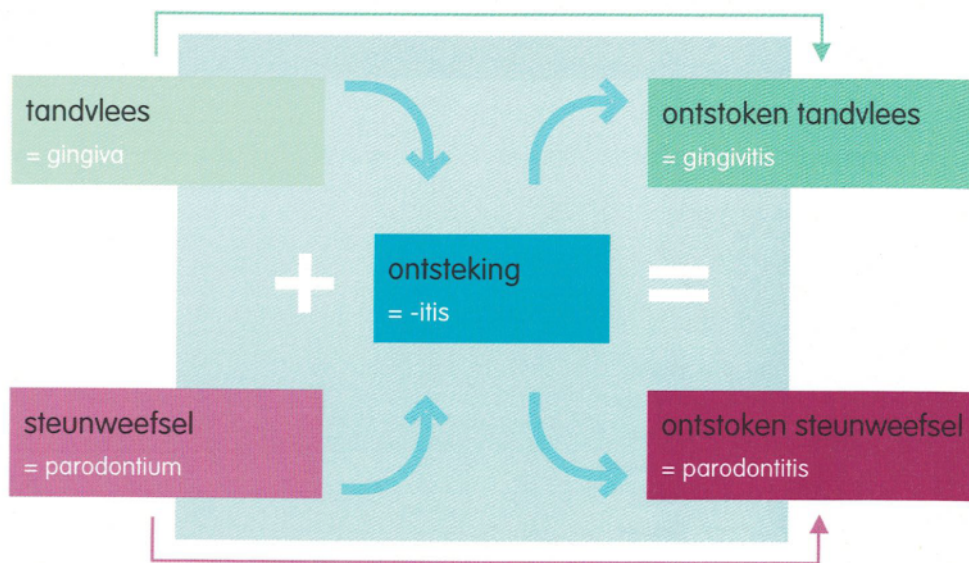 tandvlees
= gingiva
ontstoken tandvlees
= gingivitis
+
ontsteking
= -itis
=
steunweefsel
= parodontium
ontstoken steunweefsel
= parodontitis